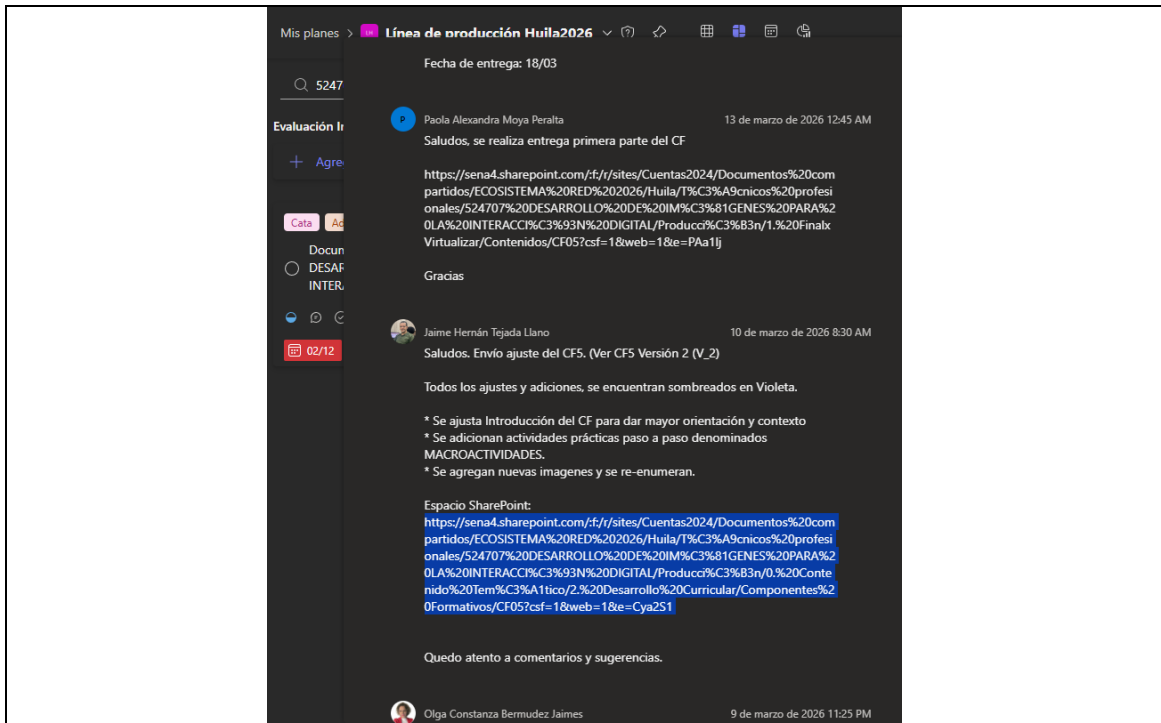 Mis planes > LH Línea de producción Huila2026
Fecha de entrega: 18/03
5247
Evaluación
Agre
Cata
Docum
DESAR
INTER
02/12
P Paola Alexandra Moya Peralta 13 de marzo de 2026 12:45 AM
Saludos, se realiza entrega primera parte del CF
https://sena4.sharepoint.com/:f:/r/sites/Cuentas2024/Documentos%20com
partidos/ECOSISTEMA%20RED%202026/Huila/T%C3%A9cnicos%20profesi
onales/524707%20DESARROLLO%20DE%20IM%C3%81GENES%20PARA%2
0LA%20INTERACCI%C3%93N%20DIGITAL/Producci%C3%B3n/1.%20Finalx
Virtualizar/Contenidos/CF05?csf=1&web=1&e=PAa1lj
Gracias
Jaime Hernán Tejada Llano 10 de marzo de 2026 8:30 AM
Saludos. Envío ajuste del CF5. (Ver CF5 Versión 2 (V_2)
Todos los ajustes y adiciones, se encuentran sombreados en Violeta.
* Se ajusta Introducción del CF para dar mayor orientación y contexto
* Se adicionan actividades prácticas paso a paso denominados
MACROACTIVIDADES.
* Se agregan nuevas imagenes y se re-enumeran.
Espacio SharePoint:
https://sena4.sharepoint.com/:f:/r/sites/Cuentas2024/Documentos%20com
partidos/ECOSISTEMA%20RED%202026/Huila/T%C3%A9cnicos%20profesi
onales/524707%20DESARROLLO%20DE%20IM%C3%81GENES%20PARA%2
0LA%20INTERACCI%C3%93N%20DIGITAL/Producci%C3%B3n/0.%20Conte
nido%20Tem%C3%A1tico/2.%20Desarrollo%20Curricular/Componentes%2
0Formativos/CF05?csf=1&web=1&e=Cya2S1
Quedo atento a comentarios y sugerencias.
Olga Constanza Bermudez Jaimes 9 de marzo de 2026 11:25 PM